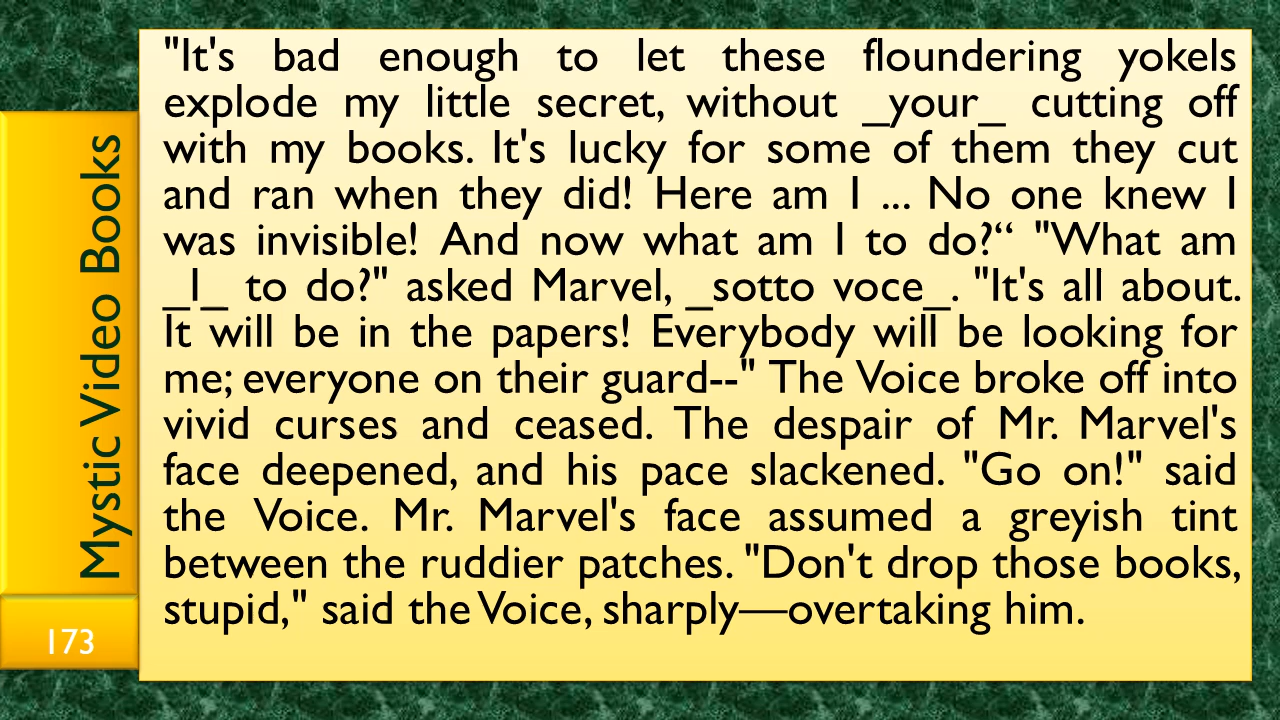 "It's bad enough to let these floundering yokels
explode my little secret, without _your_ cutting off
with my books. It's lucky for some of them they cut
and ran when they did! Here am I ... No one knew I
was invisible! And now what am I to do?“ "What am
_I_ to do?" asked Marvel, _sotto voce_. "It's all about.
It will be in the papers! Everybody will be looking for
me; everyone on their guard--" The Voice broke off into
vivid curses and ceased. The despair of Mr. Marvel's
face deepened, and his pace slackened. "Go on!" said
the Voice. Mr. Marvel's face assumed a greyish tint
between the ruddier patches. "Don't drop those books,
stupid," said the Voice, sharply—overtaking him.
Mystic Video Books
173